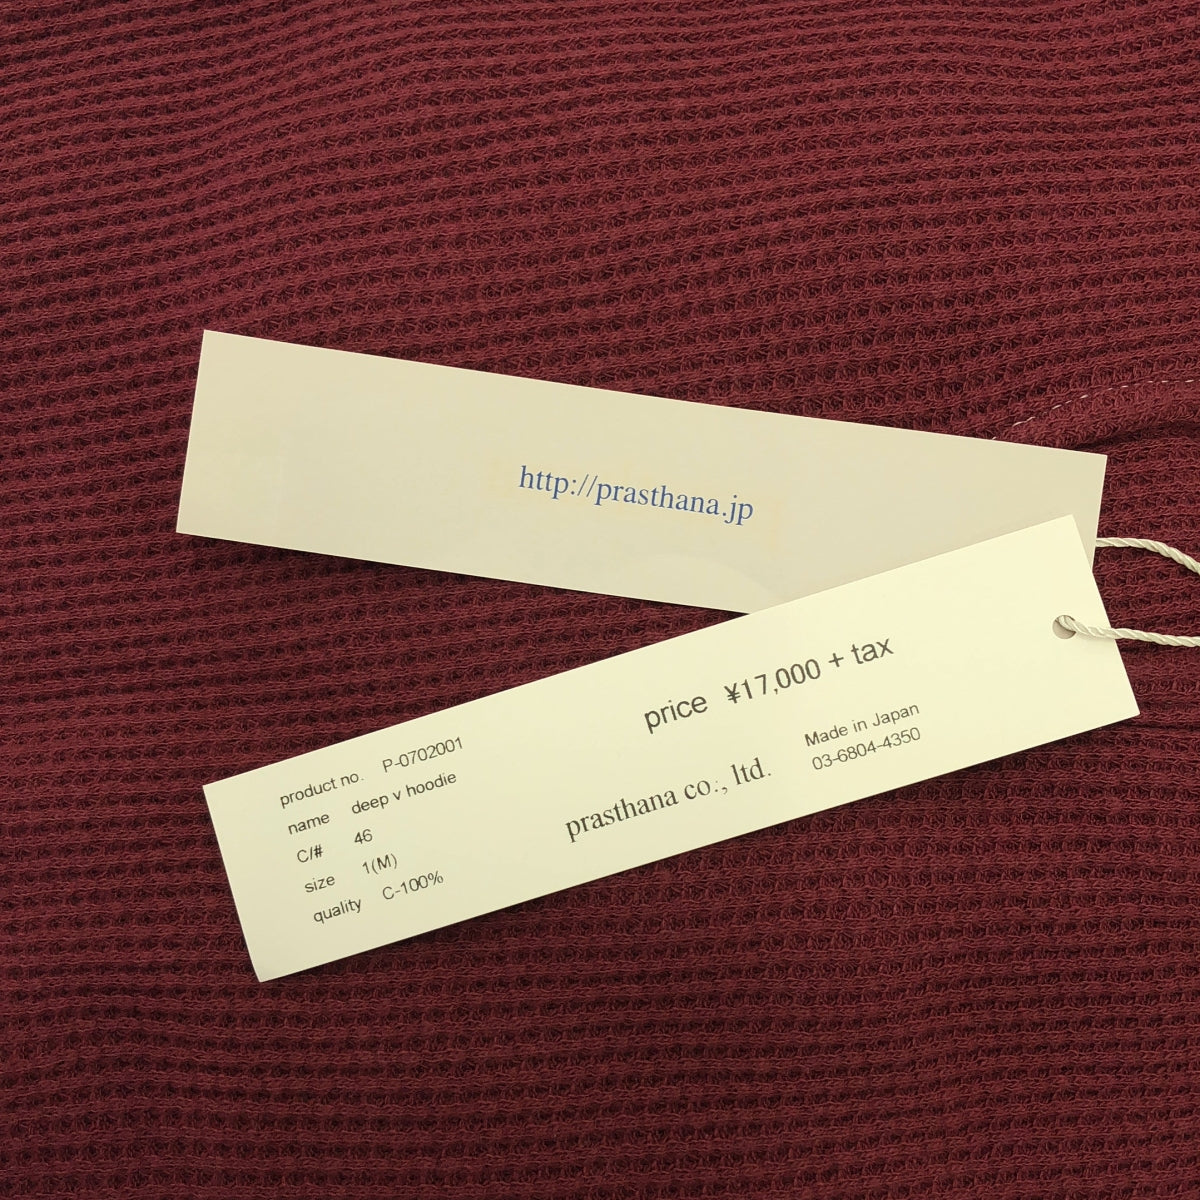 http://prasthana.jp
price ¥17,000 + tax
product no. P-0702001
name deep v hoodie
C/# 46
size 1(M)
quality C-100%
prasthana co., ltd.
Made in Japan
03-6804-4350